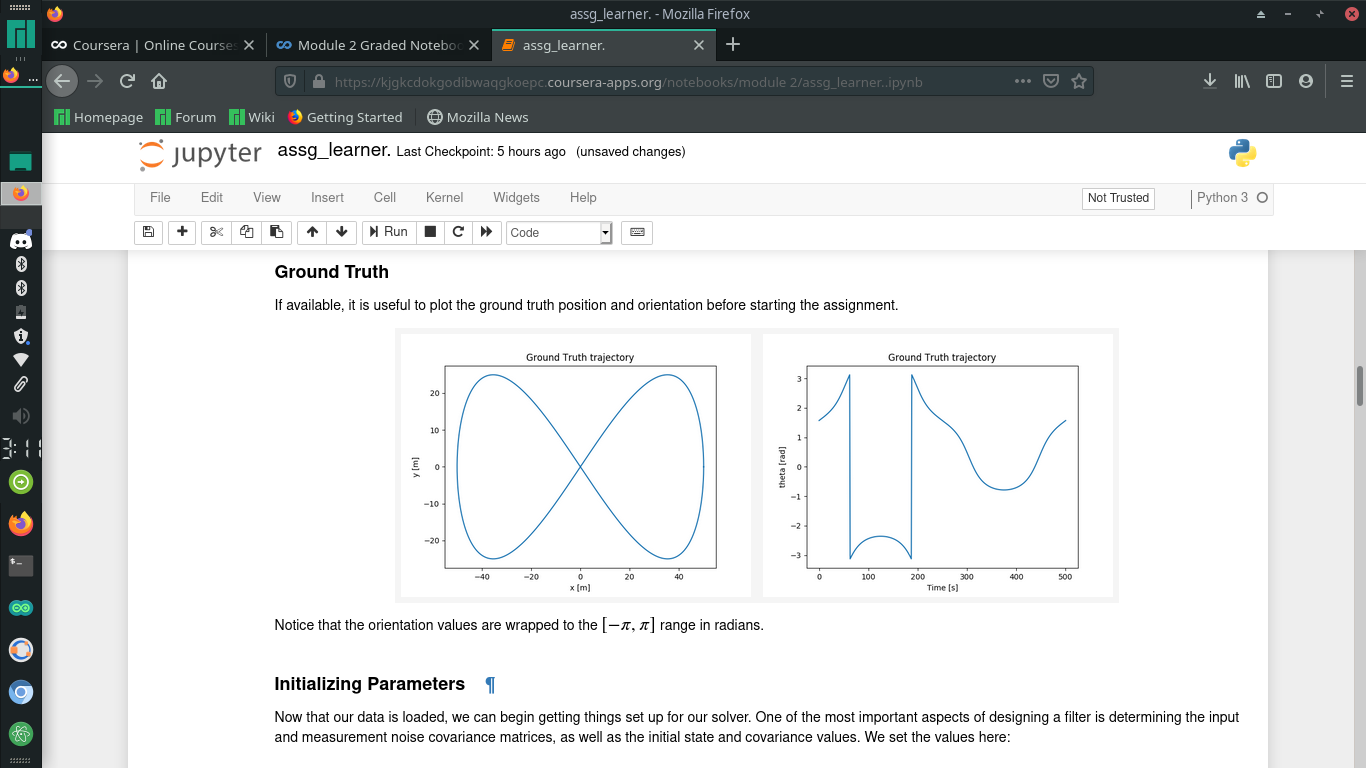 assg_learner. - Mozilla Firefox
Coursera | Online Courses
Module 2 Graded Notebo
assg_learner.
https://kjgkcdokgodibwaqgkoepc.coursera-apps.org/notebooks/module 2/assg_learner..ipynb
Homepage Forum Wiki Getting Started Mozilla News
jupyter assg_learner. Last Checkpoint: 5 hours ago (unsaved changes)
File Edit View Insert Cell Kernel Widgets Help Not Trusted Python 3
Run Code
Ground Truth
If available, it is useful to plot the ground truth position and orientation before starting the assignment.
Ground Truth trajectory
20
10
0
−10
−20
y [m]
−40 −20 0 20 40
x [m]
Ground Truth trajectory
3
2
1
0
−1
−2
−3
theta [rad]
0 100 200 300 400 500
Time [s]
Notice that the orientation values are wrapped to the [−π, π] range in radians.
Initializing Parameters ¶
Now that our data is loaded, we can begin getting things set up for our solver. One of the most important aspects of designing a filter is determining the input
and measurement noise covariance matrices, as well as the initial state and covariance values. We set the values here: